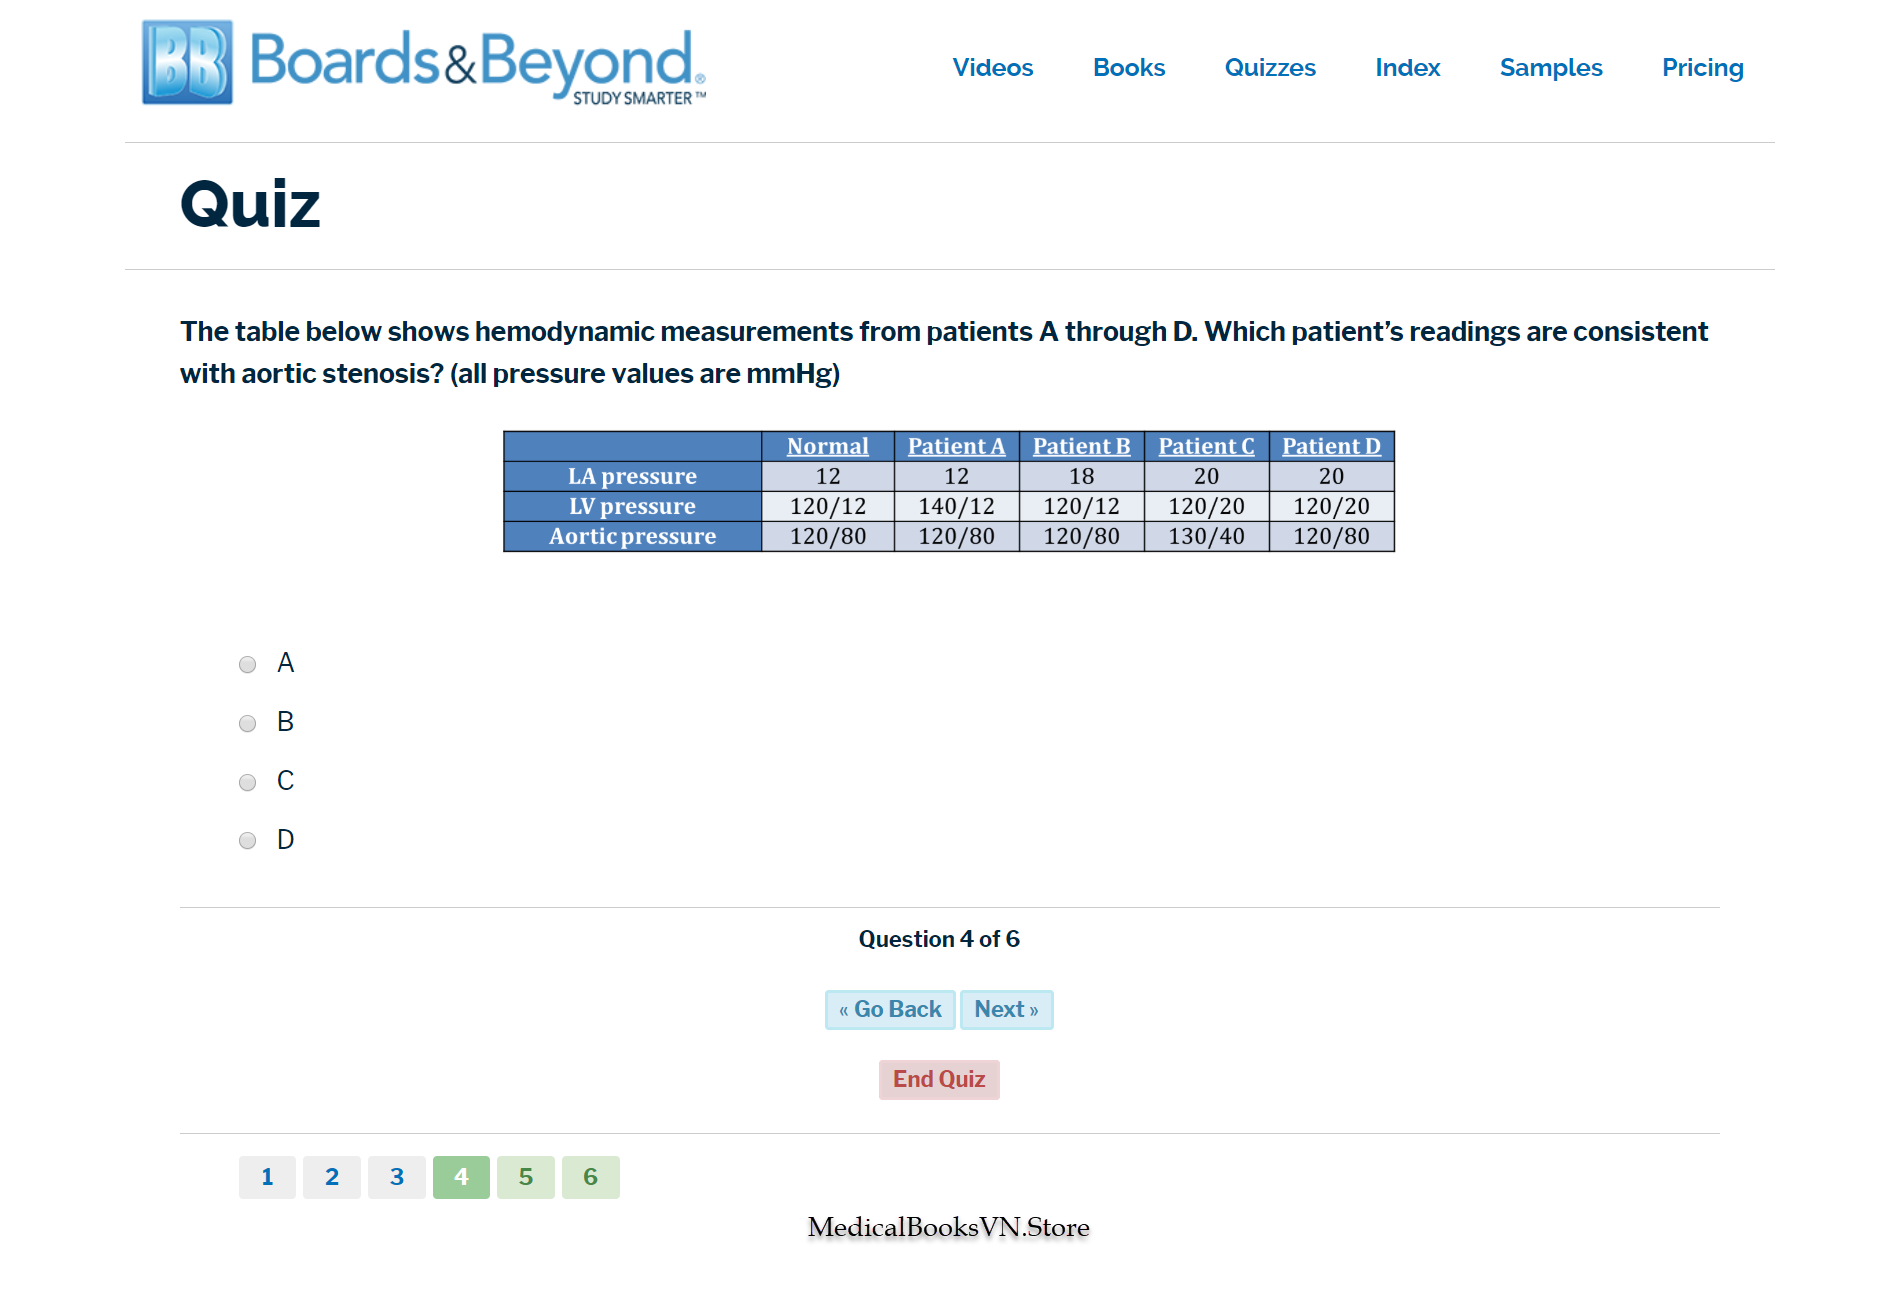 BB Boards&Beyond®
STUDY SMARTER™
Videos Books Quizzes Index Samples Pricing
Quiz
The table below shows hemodynamic measurements from patients A through D. Which patient's readings are consistent
with aortic stenosis? (all pressure values are mmHg)
Normal Patient A Patient B Patient C Patient D
LA pressure 12 12 18 20 20
LV pressure 120/12 140/12 120/12 120/20 120/20
Aortic pressure 120/80 120/80 120/80 130/40 120/80
A
B
C
D
Question 4 of 6
« Go Back Next »
End Quiz
1 2 3 4 5 6
MedicalBooksVN.Store